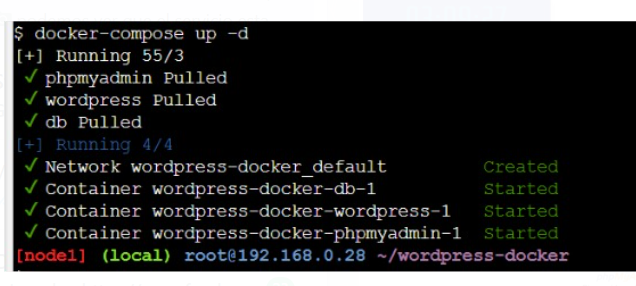 $ docker-compose up -d
[+] Running 55/3
✓ phpmyadmin Pulled
✓ wordpress Pulled
✓ db Pulled
[+] Running 4/4
✓ Network wordpress-docker_default Created
✓ Container wordpress-docker-db-1 Started
✓ Container wordpress-docker-wordpress-1 Started
✓ Container wordpress-docker-phpmyadmin-1 Started
[node1] (local) root@192.168.0.28 ~/wordpress-docker